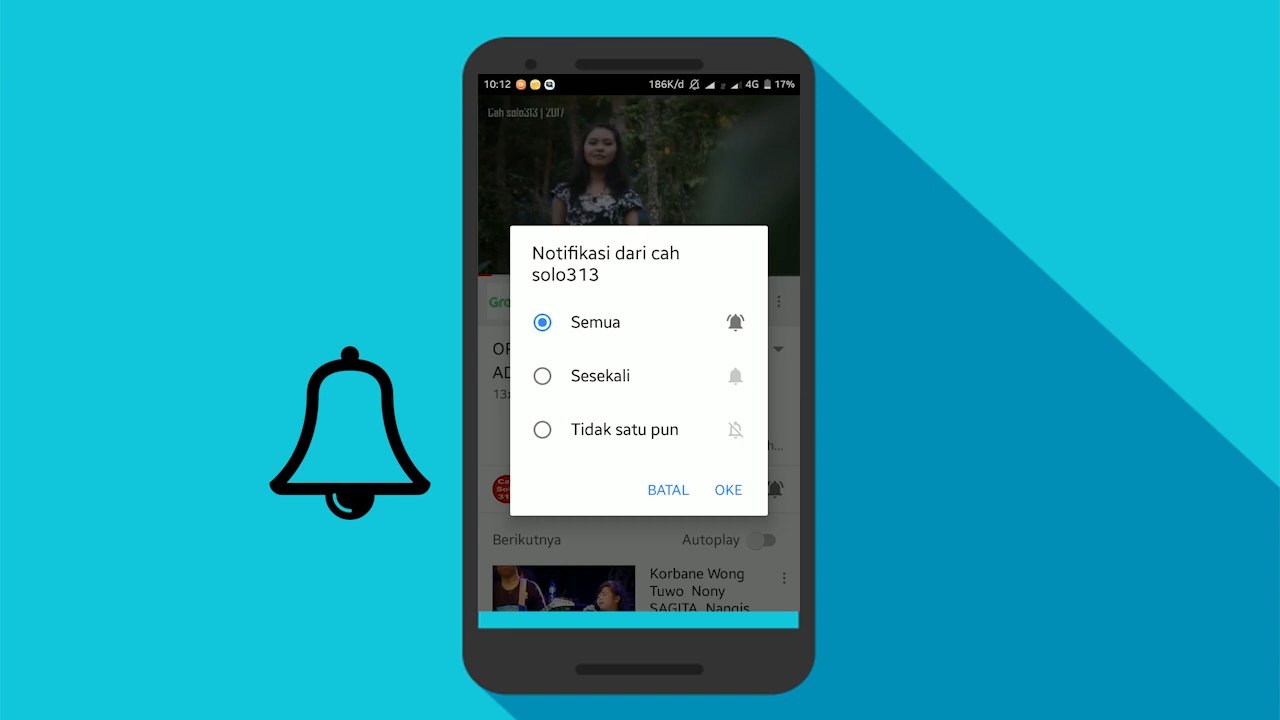 10:12 186K/d 4G 17%
Cah solo313 | 2017
Notifikasi dari cah
solo313
Semua
Sesekali
Tidak satu pun
BATAL OKE
Berikutnya Autoplay
Korbane Wong
Tuwo Nony
SAGITA Nangis